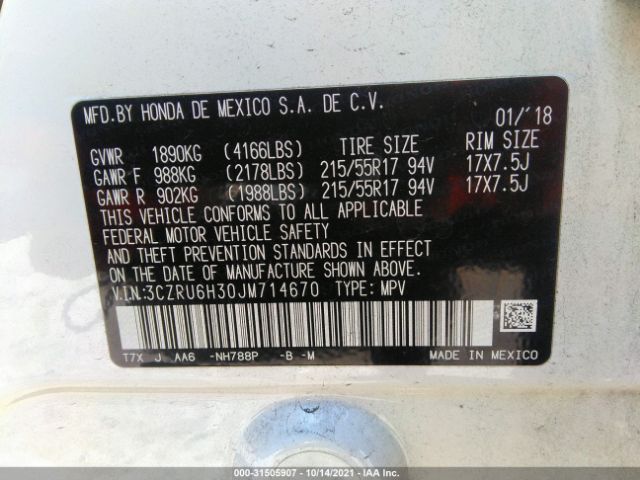 MFD.BY HONDA DE MEXICO S.A. DE C.V. 01/'18
GVWR 1890KG (4166LBS) TIRE SIZE RIM SIZE
GAWR F 988KG (2178LBS) 215/55R17 94V 17X7.5J
GAWR R 902KG (1988LBS) 215/55R17 94V 17X7.5J
THIS VEHICLE CONFORMS TO ALL APPLICABLE
FEDERAL MOTOR VEHICLE SAFETY
AND THEFT PREVENTION STANDARDS IN EFFECT
ON THE DATE OF MANUFACTURE SHOWN ABOVE.
V.I.N:3CZRU6H30JM714670 TYPE: MPV
T7X J AA6 -NH788P -B -M MADE IN MEXICO
000-31505907 - 10/14/2021 - IAA Inc.